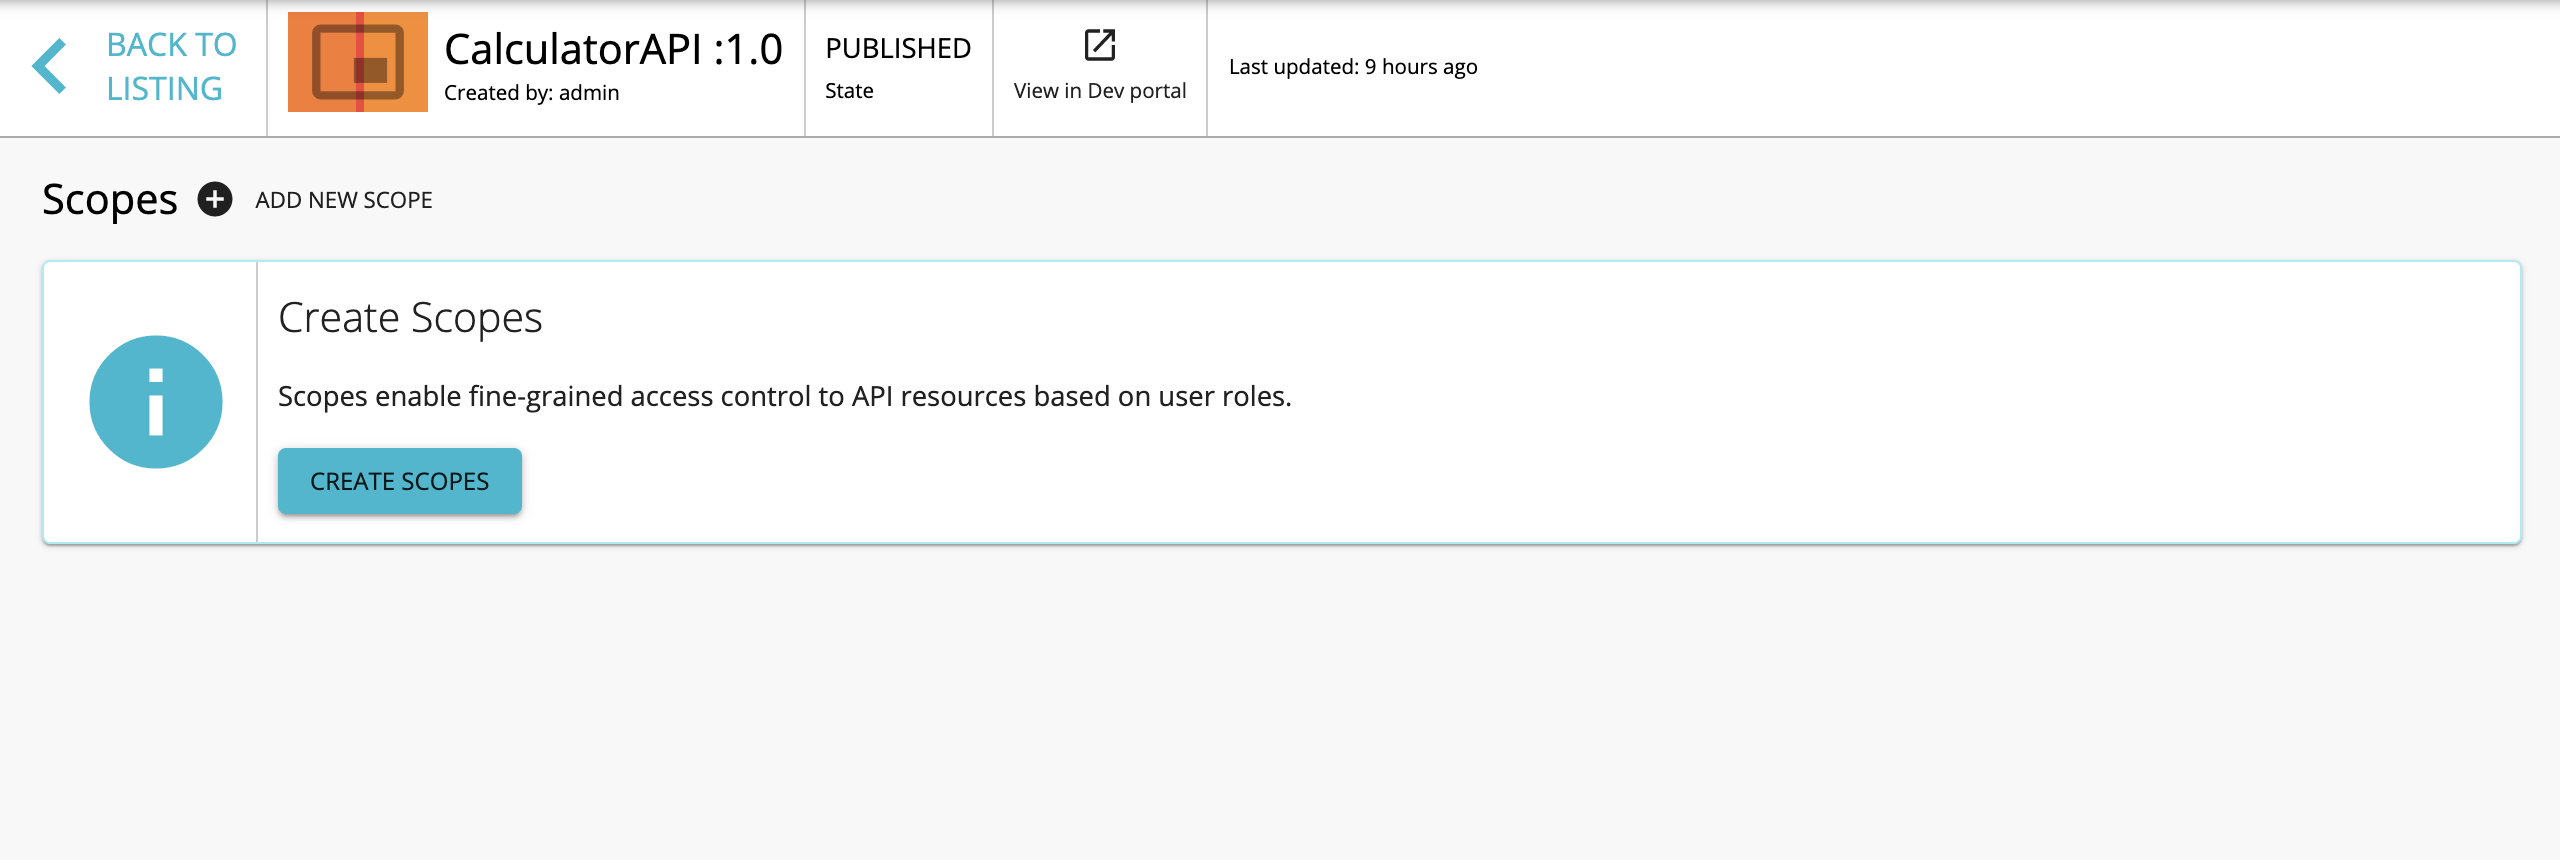 BACK TO
LISTING
CalculatorAPI :1.0
Created by: admin
PUBLISHED
State
View in Dev portal
Last updated: 9 hours ago
Scopes
ADD NEW SCOPE
Create Scopes
Scopes enable fine-grained access control to API resources based on user roles.
CREATE SCOPES